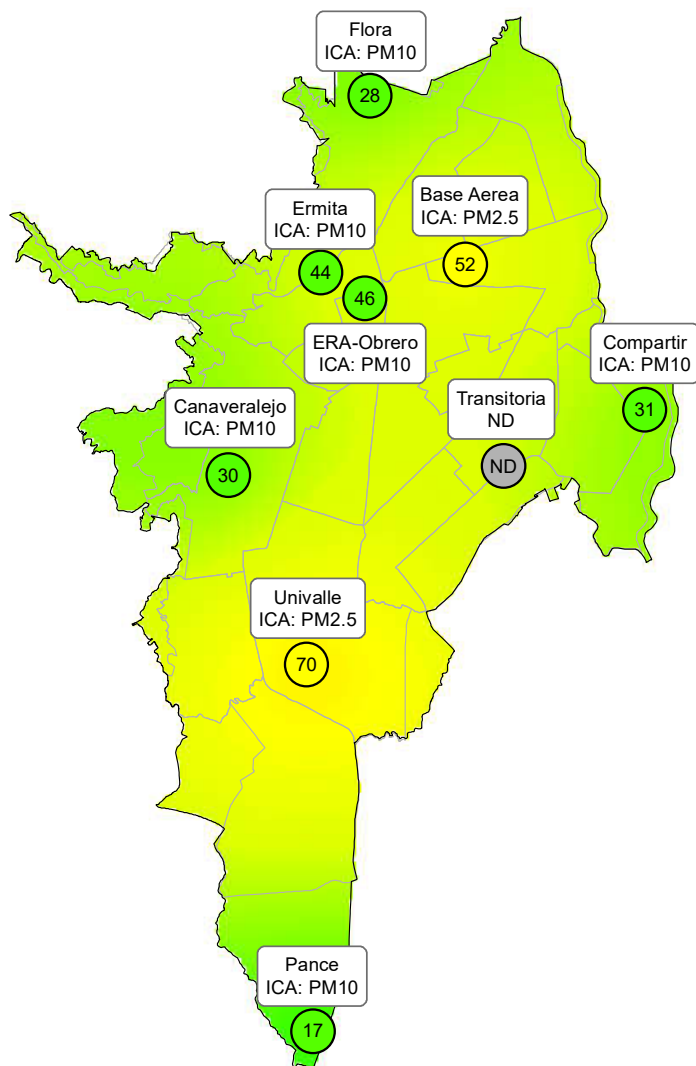 Flora
ICA: PM10
28
Ermita
ICA: PM10
44
Base Aerea
ICA: PM2.5
52
46
ERA-Obrero
ICA: PM10
Compartir
ICA: PM10
31
Canaveralejo
ICA: PM10
30
Transitoria
ND
ND
Univalle
ICA: PM2.5
70
Pance
ICA: PM10
17